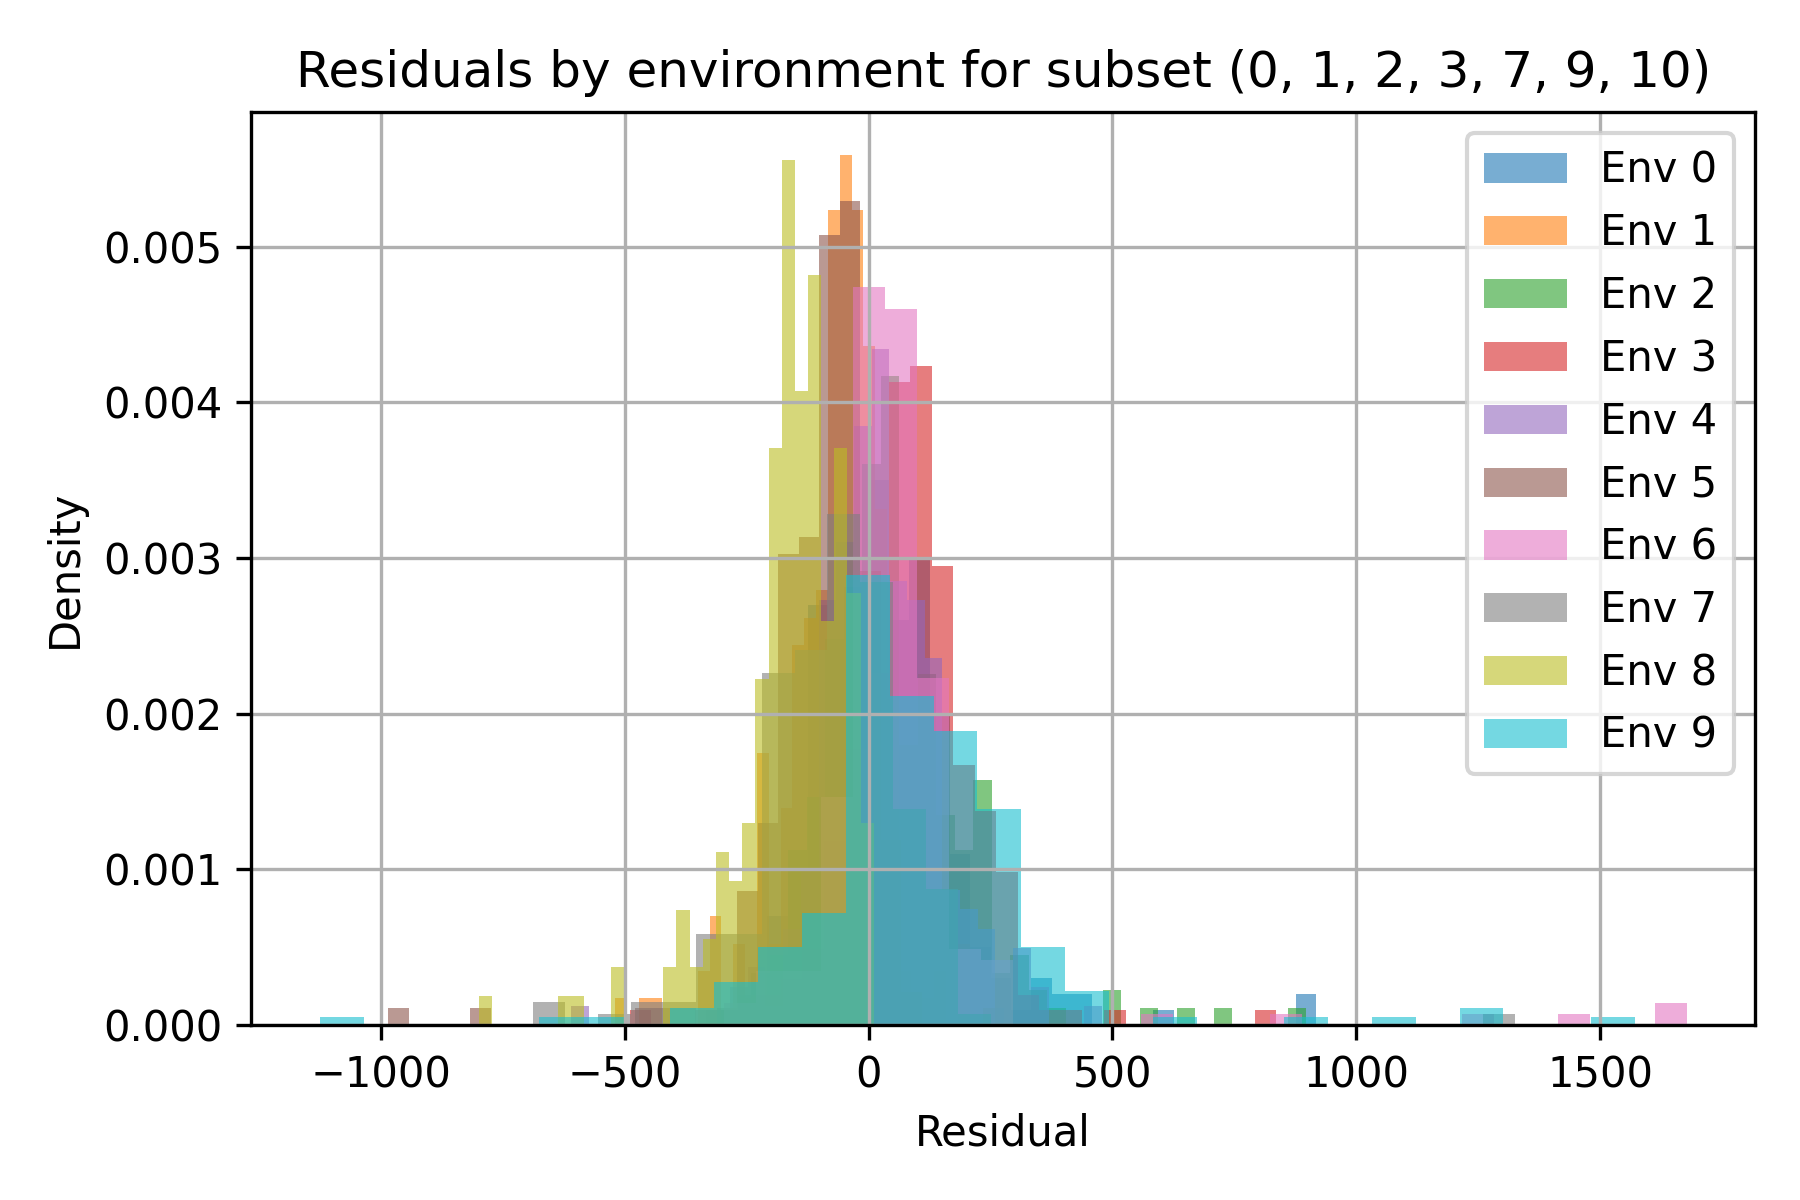 Residuals by environment for subset (0, 1, 2, 3, 7, 9, 10)
Env 0
Env 1
Env 2
Env 3
Env 4
Env 5
Env 6
Env 7
Env 8
Env 9
Density
0.005
0.004
0.003
0.002
0.001
0.000
−1000 −500 0 500 1000 1500
Residual